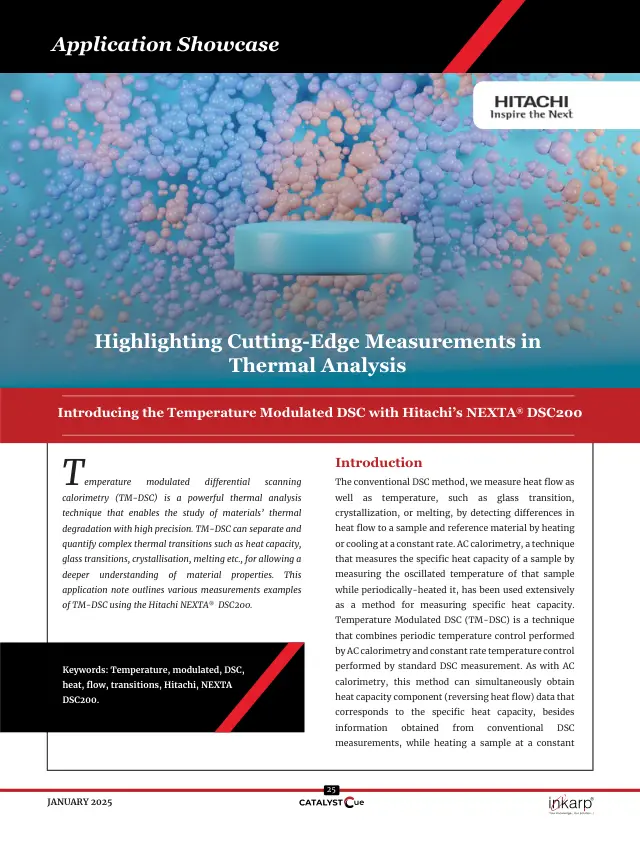 Application Showcase
HITACHI
Inspire the Next
Highlighting Cutting-Edge Measurements in
Thermal Analysis
Introducing the Temperature Modulated DSC with Hitachi's NEXTA® DSC200
Temperature modulated differential scanning
calorimetry (TM-DSC) is a powerful thermal analysis
technique that enables the study of materials' thermal
degradation with high precision. TM-DSC can separate and
quantify complex thermal transitions such as heat capacity,
glass transitions, crystallisation, melting etc., for allowing a
deeper understanding of material properties. This
application note outlines various measurements examples
of TM-DSC using the Hitachi NEXTA® DSC200.
Keywords: Temperature, modulated, DSC,
heat, flow, transitions, Hitachi, NEXTA
DSC200.
Introduction
The conventional DSC method, we measure heat flow as
well as temperature, such as glass transition,
crystallization, or melting, by detecting differences in
heat flow to a sample and reference material by heating
or cooling at a constant rate. AC calorimetry, a technique
that measures the specific heat capacity of a sample by
measuring the oscillated temperature of that sample
while periodically-heated it, has been used extensively
as a method for measuring specific heat capacity.
Temperature Modulated DSC (TM-DSC) is a technique
that combines periodic temperature control performed
by AC calorimetry and constant rate temperature control
performed by standard DSC measurement. As with AC
calorimetry, this method can simultaneously obtain
heat capacity component (reversing heat flow) data that
corresponds to the specific heat capacity, besides
information obtained from conventional DSC
measurements, while heating a sample at a constant
25
JANUARY 2025
CATALYST Cue
inkarp®